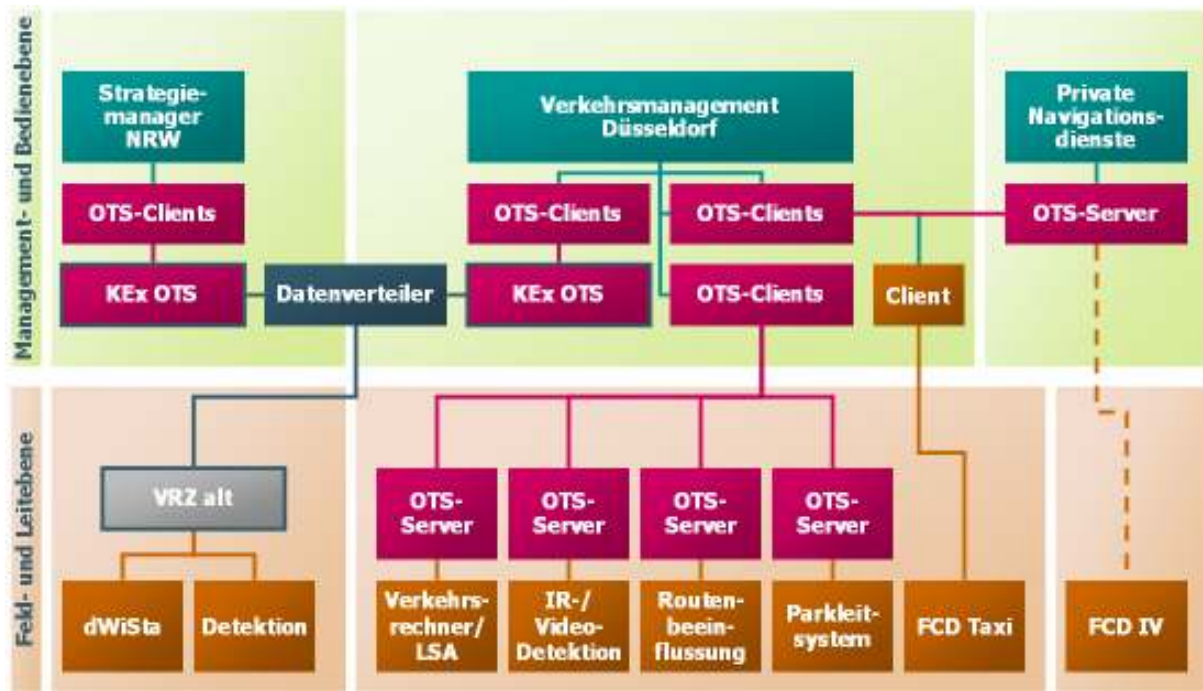 Management- und Bedienebene
Strategie-
manager
NRW
Verkehrsmanagement
Düsseldorf
Private
Navigations-
dienste
OTS-Clients
OTS-Clients
OTS-Clients
OTS-Server
KEx OTS
Datenverteiler
KEx OTS
OTS-Clients
Client
Feld- und Leitebene
VRZ alt
OTS-
Server
OTS-
Server
OTS-
Server
OTS-
Server
dWiSta
Detektion
Verkehrs-
rechner/
LSA
IR-/
Video-
Detektion
Routen-
beein-
flussung
Parkleit-
system
FCD Taxi
FCD IV